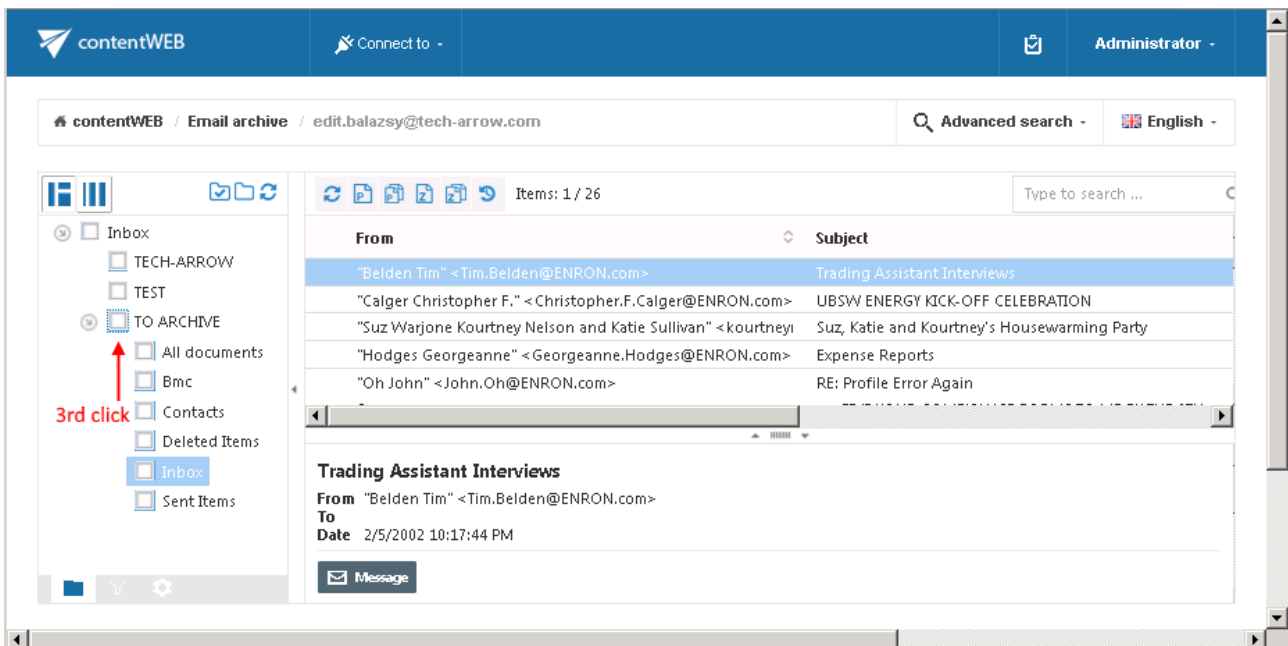 contentWEB
Connect to
Administrator
contentWEB / Email archive / edit.balazsy@tech-arrow.com
Advanced search
English
Items: 1 / 26
Type to search ...
Inbox
TECH-ARROW
TEST
TO ARCHIVE
All documents
Bmc
3rd click
Contacts
Deleted Items
Inbox
Sent Items
From Subject
"Belden Tim" <Tim.Belden@ENRON.com> Trading Assistant Interviews
"Calger Christopher F." <Christopher.F.Calger@ENRON.com> UBSW ENERGY KICK-OFF CELEBRATION
"Suz Warjone Kourtney Nelson and Katie Sullivan" <kourtney Suz, Katie and Kourtney's Housewarming Party
"Hodges Georgeanne" <Georgeanne.Hodges@ENRON.com> Expense Reports
"Oh John" <John.Oh@ENRON.com> RE: Profile Error Again
Trading Assistant Interviews
From "Belden Tim" <Tim.Belden@ENRON.com>
To
Date 2/5/2002 10:17:44 PM
Message